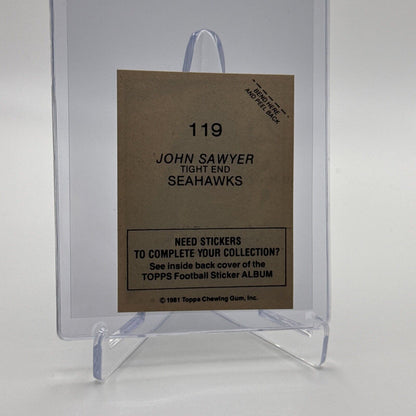 BEND HERE
AND PEEL BACK
119
JOHN SAWYER
TIGHT END
SEAHAWKS
NEED STICKERS
TO COMPLETE YOUR COLLECTION?
See inside back cover of the
TOPPS Football Sticker ALBUM
© 1981 Topps Chewing Gum, Inc.